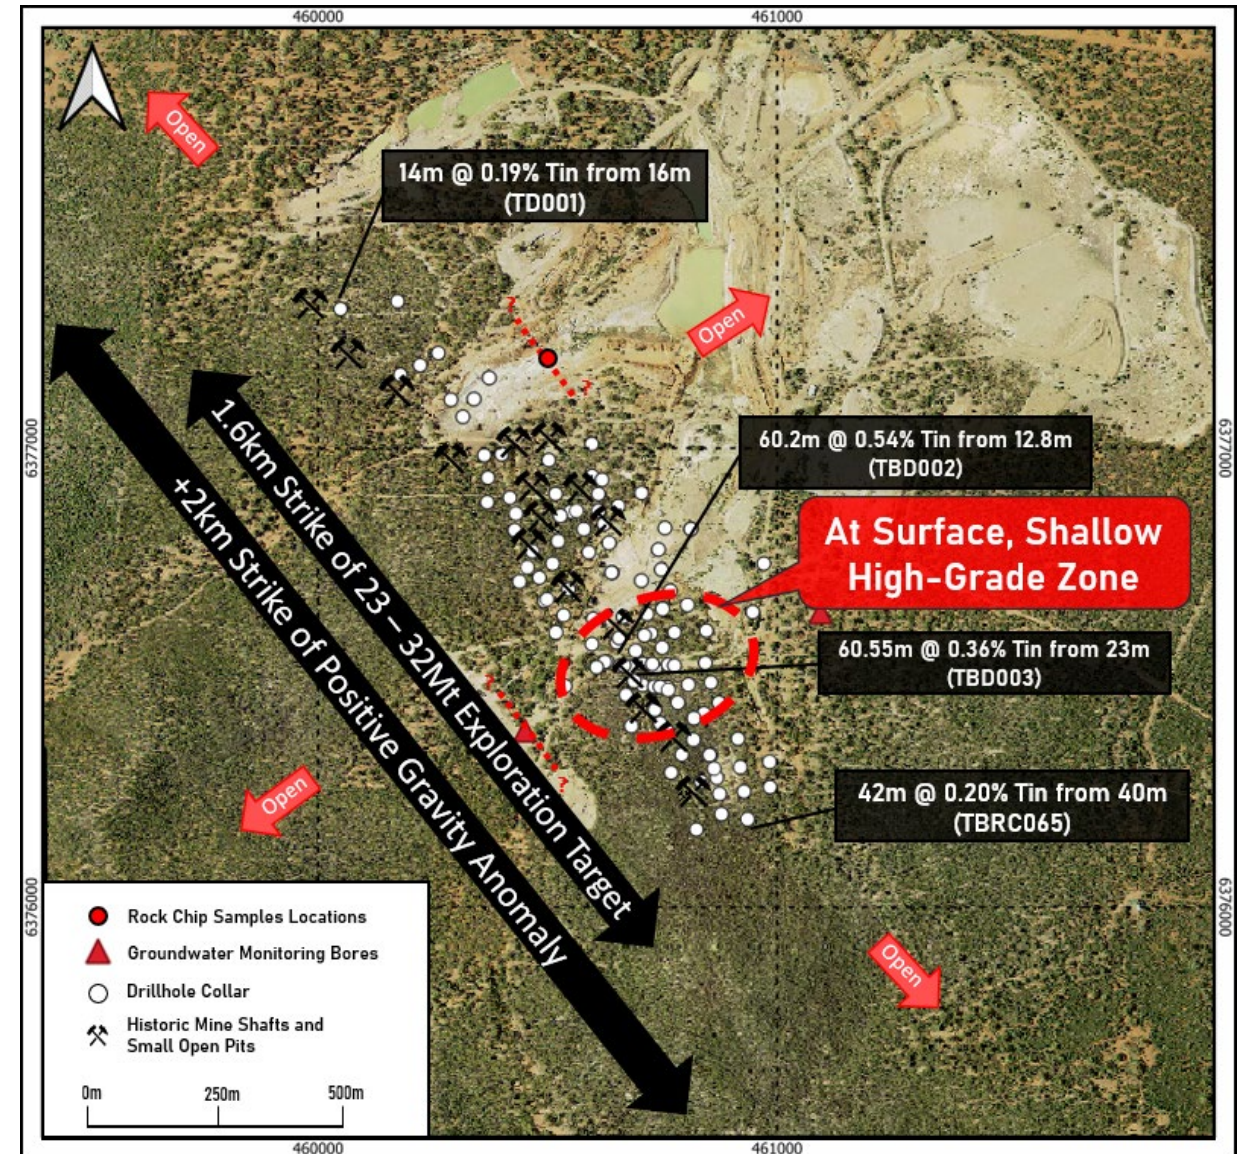 460000
461000
Open
14m @ 0.19% Tin from 16m
(TD001)
?
Open
?
6377000
6377000
60.2m @ 0.54% Tin from 12.8m
(TBD002)
At Surface, Shallow
High-Grade Zone
60.55m @ 0.36% Tin from 23m
(TBD003)
1.6km Strike of 23 – 32Mt Exploration Target
+2km Strike of Positive Gravity Anomaly
?
?
Open
42m @ 0.20% Tin from 40m
(TBRC065)
6376000
6376000
Open
Rock Chip Samples Locations
Groundwater Monitoring Bores
Drillhole Collar
Historic Mine Shafts and
Small Open Pits
0m
250m
500m
460000
461000